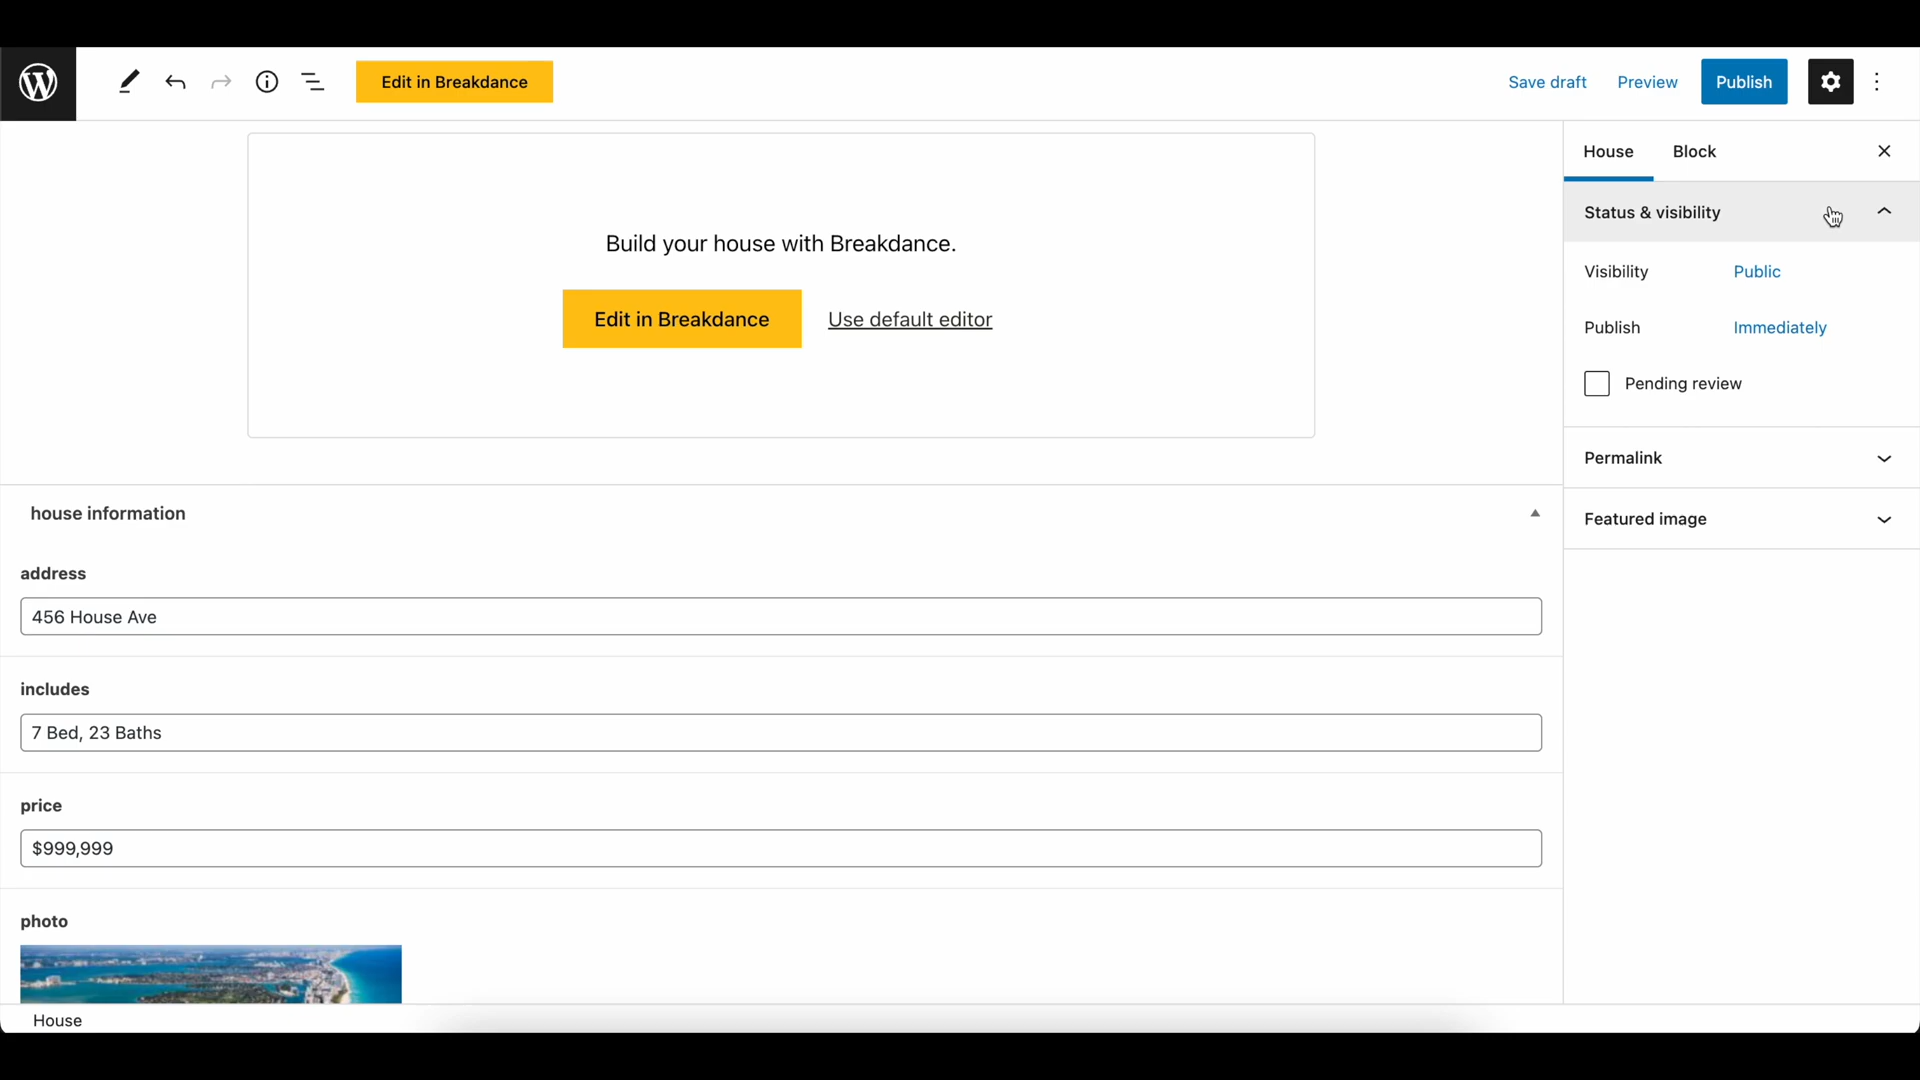 Edit in Breakdance
Save draft
Preview
Publish
House
Block
Status & visibility
Visibility
Public
Publish
Immediately
Pending review
Permalink
Featured image
Build your house with Breakdance.
Edit in Breakdance
Use default editor
house information
address
456 House Ave
includes
7 Bed, 23 Baths
price
$999,999
photo
House